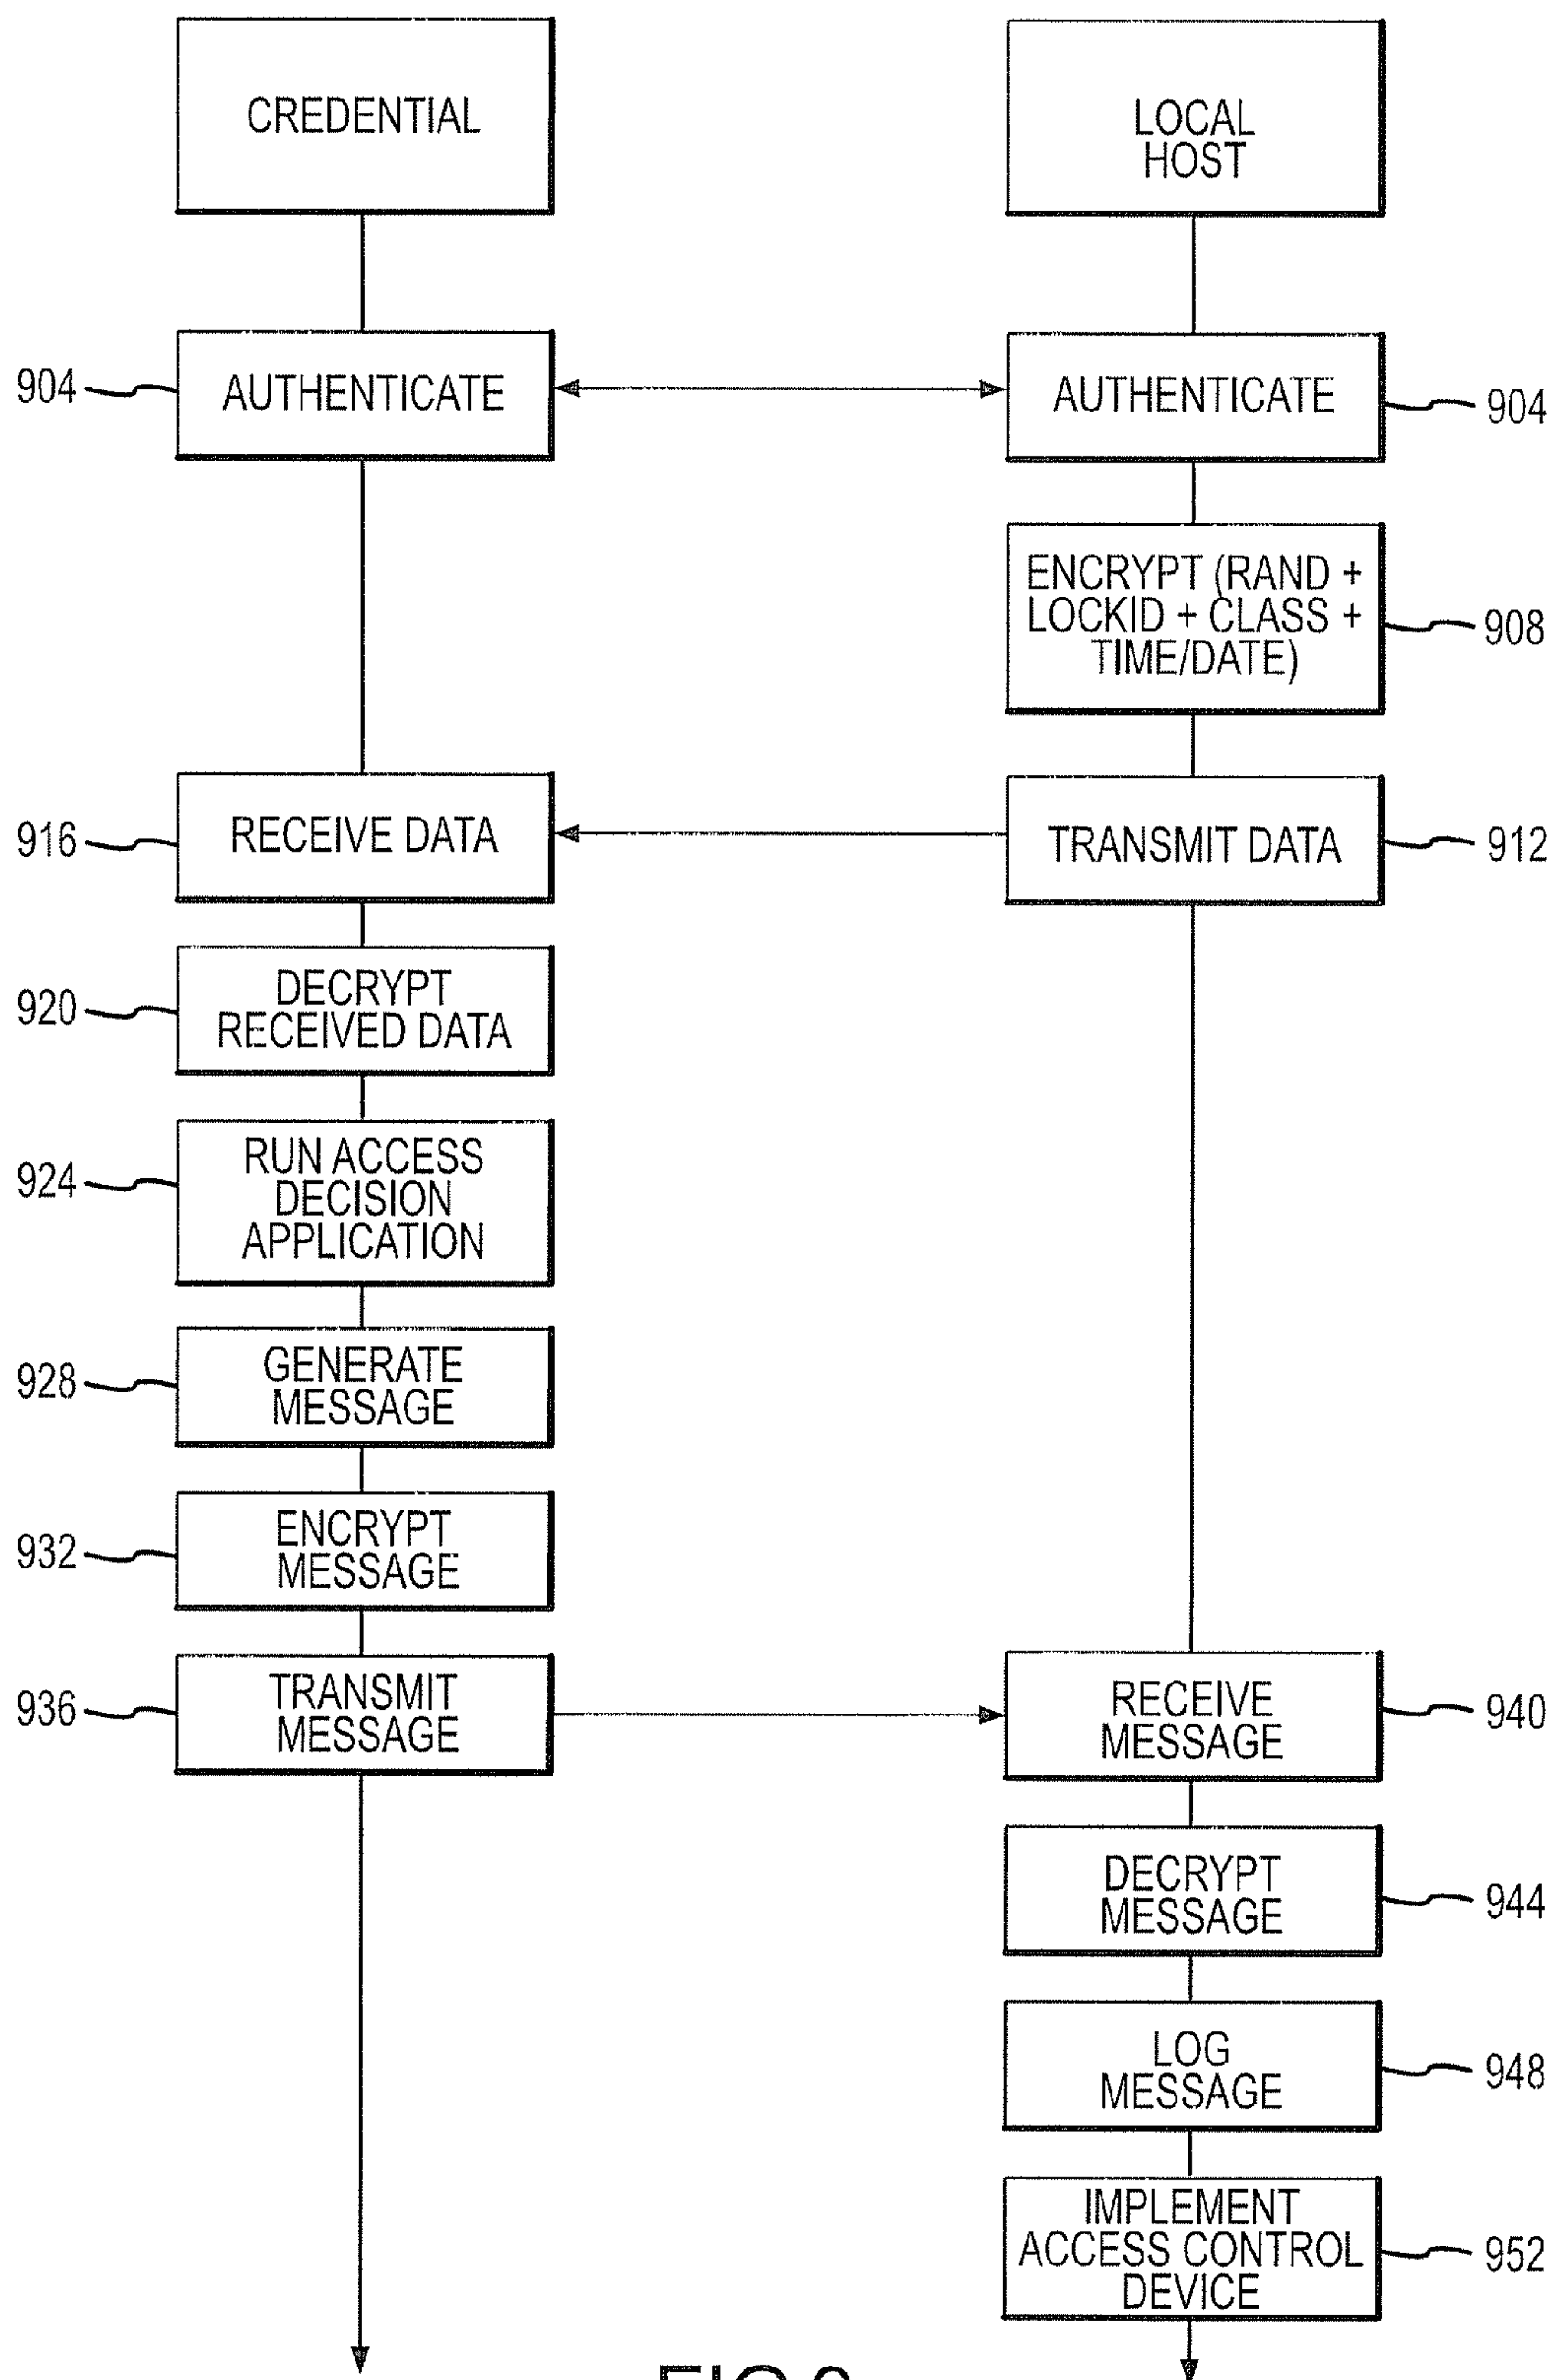 CREDENTIAL
LOCAL
HOST
904
AUTHENTICATE
AUTHENTICATE
904
ENCRYPT (RAND +
LOCKID + CLASS +
TIME/DATE)
908
916
RECEIVE DATA
TRANSMIT DATA
912
920
DECRYPT
RECEIVED DATA
924
RUN ACCESS
DECISION
APPLICATION
928
GENERATE
MESSAGE
932
ENCRYPT
MESSAGE
936
TRANSMIT
MESSAGE
RECEIVE
MESSAGE
940
DECRYPT
MESSAGE
944
LOG
MESSAGE
948
IMPLEMENT
ACCESS CONTROL
DEVICE
952